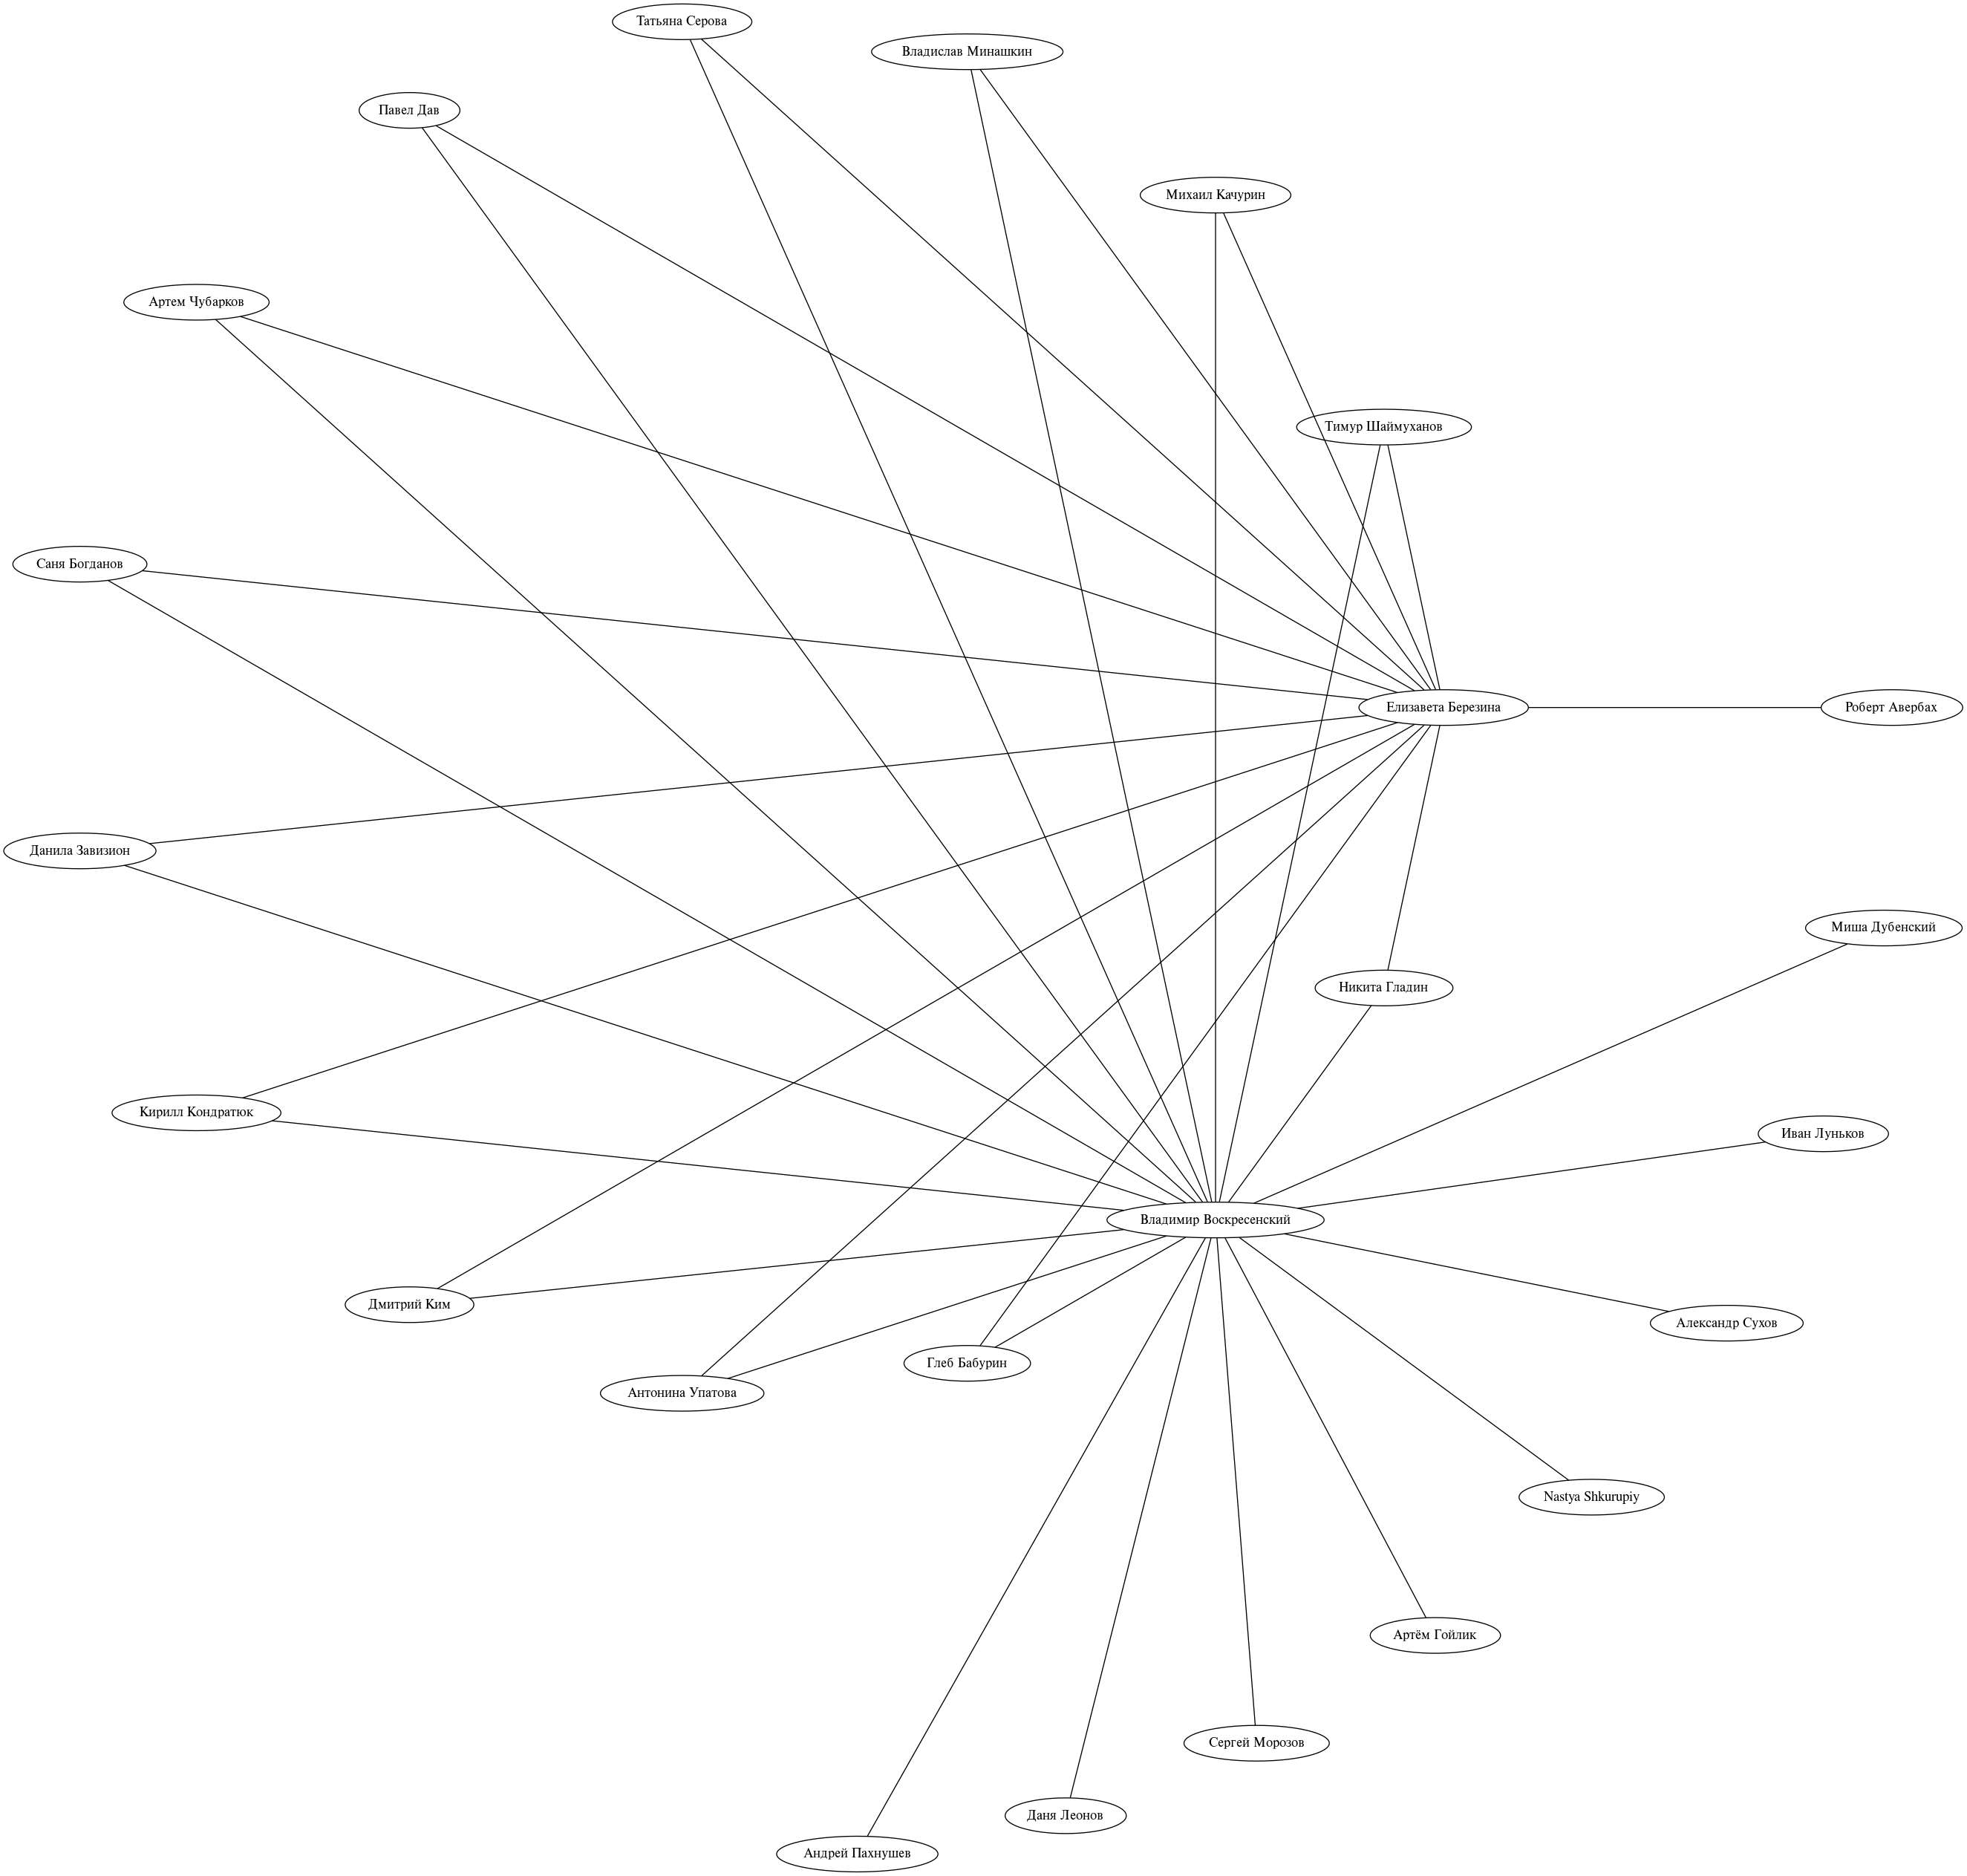 Татьяна Серова
Владислав Минашкин
Павел Дав
Михаил Качурин
Артем Чубарков
Тимур Шаймуханов
Саня Богданов
Елизавета Березина
Роберт Авербах
Данила Завизион
Миша Дубенский
Никита Гладин
Кирилл Кондратюк
Иван Луньков
Владимир Воскресенский
Дмитрий Ким
Александр Сухов
Глеб Бабурин
Антонина Упатова
Nastya Shkurupiy
Артём Гойлик
Сергей Морозов
Даня Леонов
Андрей Пахнушев